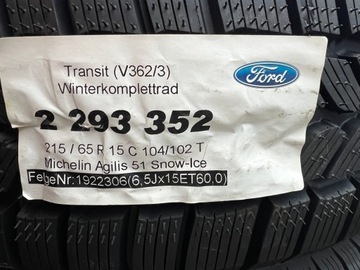 Transit (V362/3)
Winterkomplettrad
Ford
2 293 352
215 / 65 R 15 C 104/102 T
Michelin Agilis 51 Snow-Ice
FelgeNr:1922306(6,5Jx15ET60,0)